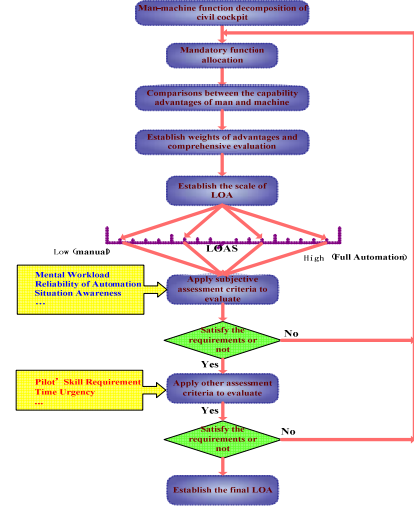 Man-machine function decomposition of
civil cockpit
Mandatory function
allocation
Comparisons between the capability
advantages of man and machine
Establish weights of advantages and
comprehensive evaluation
Establish the scale of
LOA
LOAS
Low (manual)
High (Full Automation)
Mental Workload
Reliability of Automation
Situation Awareness
...
Apply subjective
assessment criteria to
evaluate
Satisfy the
requirements or
not
No
Yes
Pilot' Skill Requirement
Time Urgency
...
Apply other assessment
criteria to evaluate
Yes
Satisfy the
requirements or
not
No
Establish the final LOA